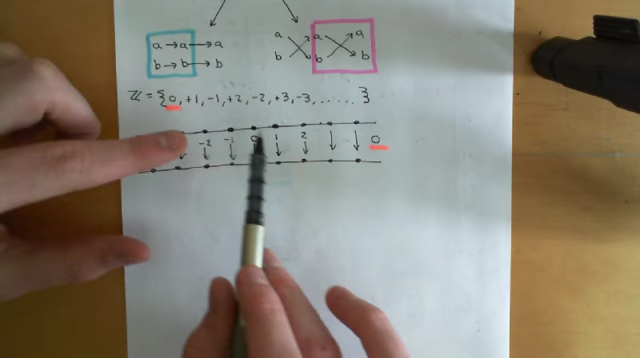 a → a → a a a a
b → b → b b b b
ℤ = {0, +1, -1, +2, -2, +3, -3, ...... }
-2 -1 0 1 2 0